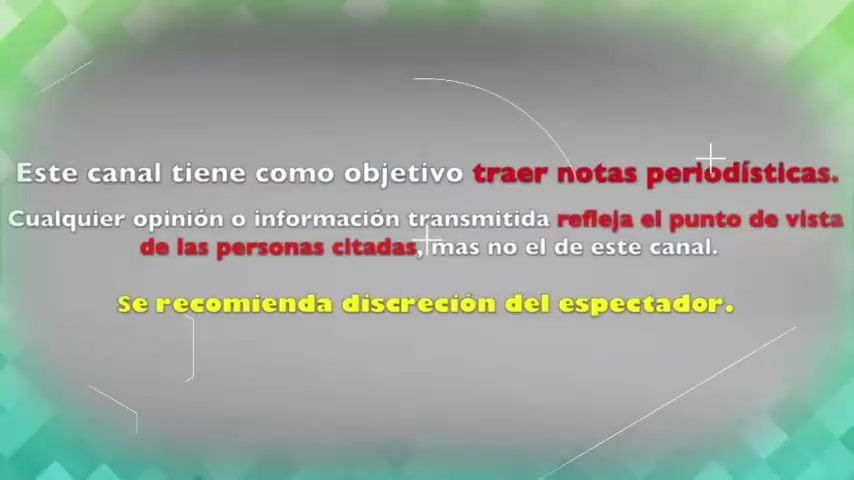 Este canal tiene como objetivo traer notas periodísticas.
Cualquier opinión o información transmitida refleja el punto de vista
de las personas citadas, mas no el de este canal.
Se recomienda discreción del espectador.